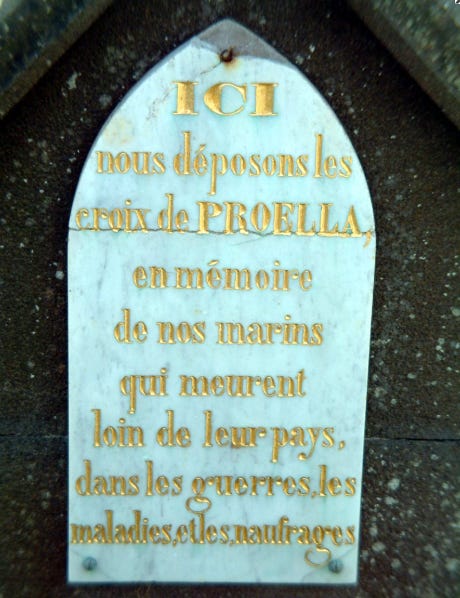 ICI
nous déposons les
croix de PROELLA,
en mémoire
de nos marins
qui meurent
loin de leur pays,
dans les guerres, les
maladies, et les, naufrages